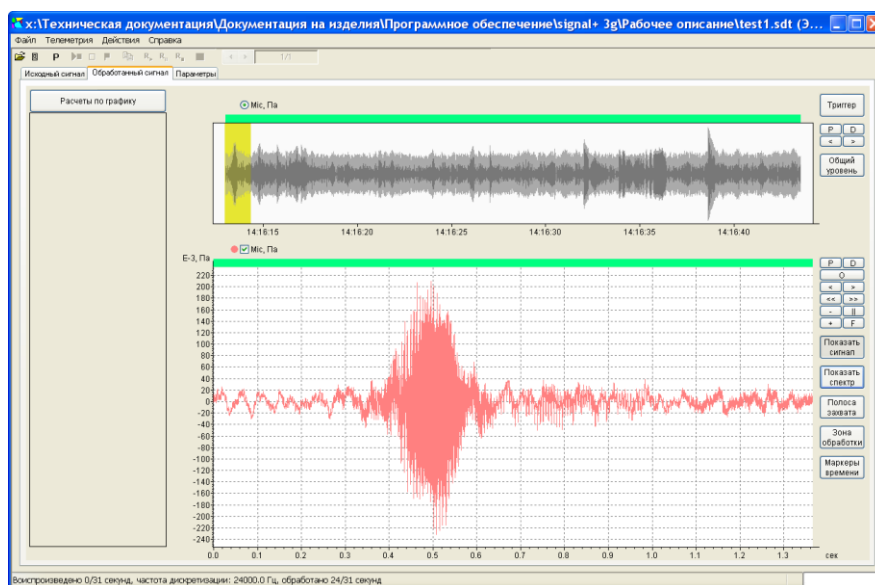 x:\Техническая документация\Документация на изделия\Программное обеспечение\signal+ 3g\Рабочее описание\test1.sdt (Э...
Файл Телеметрия Действия Справка
P 1/1
Исходный сигнал Обработанный сигнал Параметры
Расчеты по графику
Mic, Па
Триггер
P D
< >
Общий
уровень
14:16:15 14:16:20 14:16:25 14:16:30 14:16:35 14:16:40
Mic, Па
E-3, Па
220
200
180
160
140
120
100
80
60
40
20
0
-20
-40
-60
-80
-100
-120
-140
-160
-180
-200
-220
-240
0.0 0.1 0.2 0.3 0.4 0.5 0.6 0.7 0.8 0.9 1.0 1.1 1.2 1.3 сек
P D
O
< >
<< >>
- ||
+ F
Показать
сигнал
Показать
спектр
Полоса
захвата
Зона
обработки
Маркеры
времени
Воиспроизведено 0/31 секунд, частота дискретизации: 24000.0 Гц, обработано 24/31 секунд